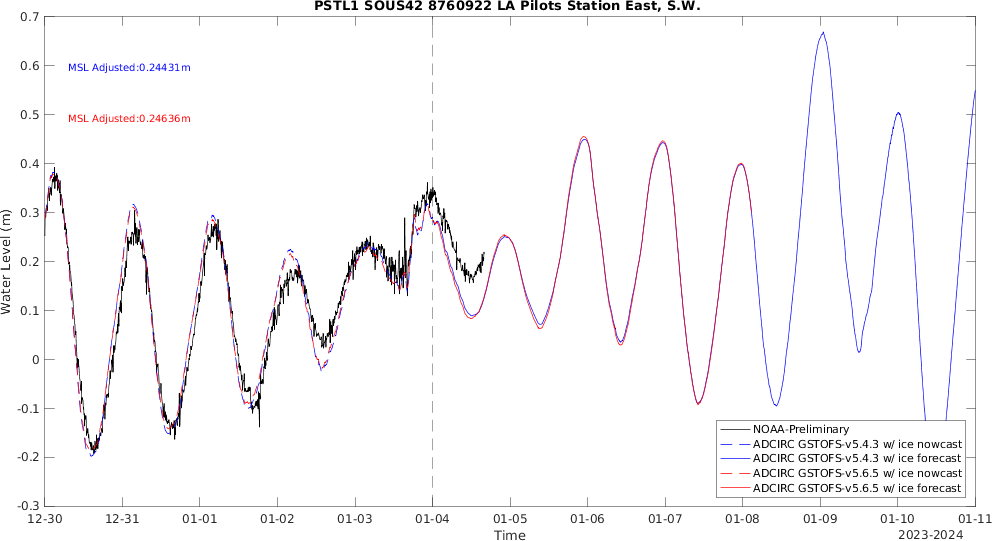 PSTL1 SOUS42 8760922 LA Pilots Station East, S.W.
0.7
0.6
0.5
0.4
0.3
0.2
0.1
0
-0.1
-0.2
-0.3
Water Level (m)
MSL Adjusted:0.24431m
MSL Adjusted:0.24636m
NOAA-Preliminary
ADCIRC GSTOFS-v5.4.3 w/ ice nowcast
ADCIRC GSTOFS-v5.4.3 w/ ice forecast
ADCIRC GSTOFS-v5.6.5 w/ ice nowcast
ADCIRC GSTOFS-v5.6.5 w/ ice forecast
12-30 12-31 01-01 01-02 01-03 01-04 01-05 01-06 01-07 01-08 01-09 01-10 01-11
Time
2023-2024